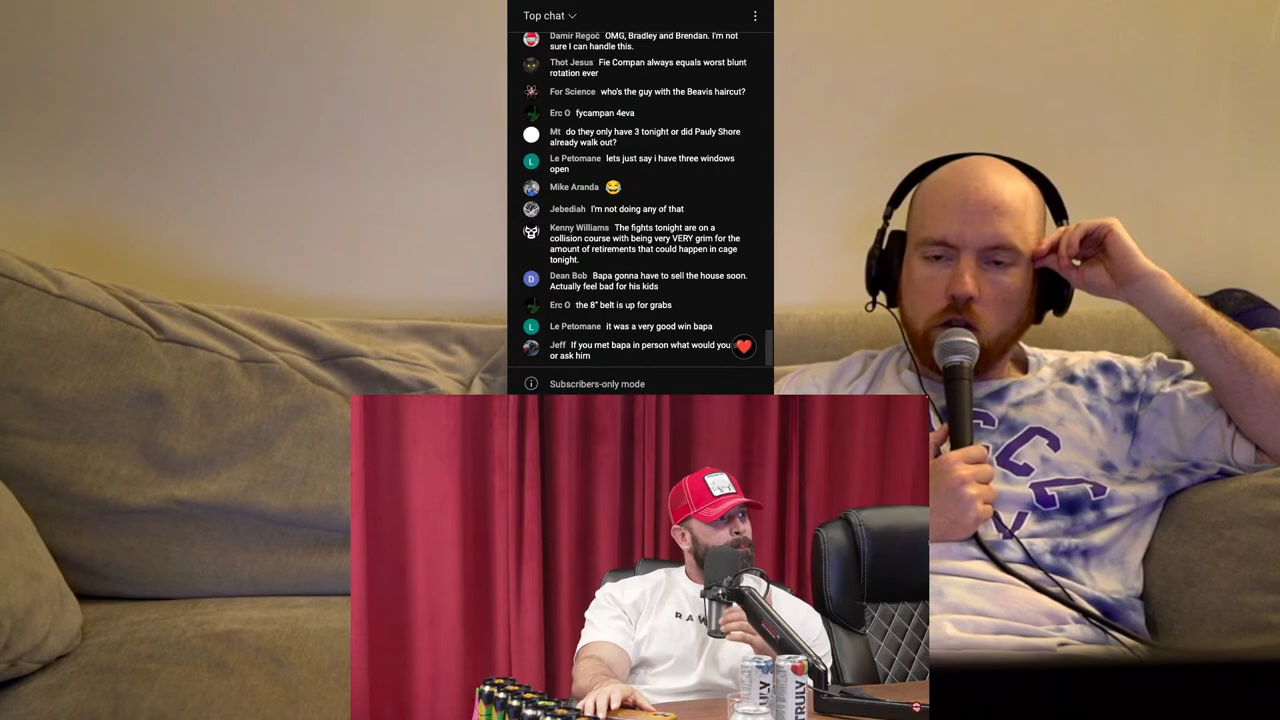 Top chat
Damir Regoć OMG, Bradley and Brendan. I'm not
sure I can handle this.
Thot Jesus Fie Compan always equals worst blunt
rotation ever
For Science who's the guy with the Beavis haircut?
Erc O fycampan 4eva
Mt do they only have 3 tonight or did Pauly Shore
already walk out?
L
Le Petomane lets just say i have three windows
open
Mike Aranda 😂
Jebediah I'm not doing any of that
Kenny Williams The fights tonight are on a
collision course with being very VERY grim for the
amount of retirements that could happen in cage
tonight.
D
Dean Bob Bapa gonna have to sell the house soon.
Actually feel bad for his kids
Erc O the 8" belt is up for grabs
L
Le Petomane it was a very good win bapa
Jeff If you met bapa in person what would you
or ask him
Subscribers-only mode
TRULY